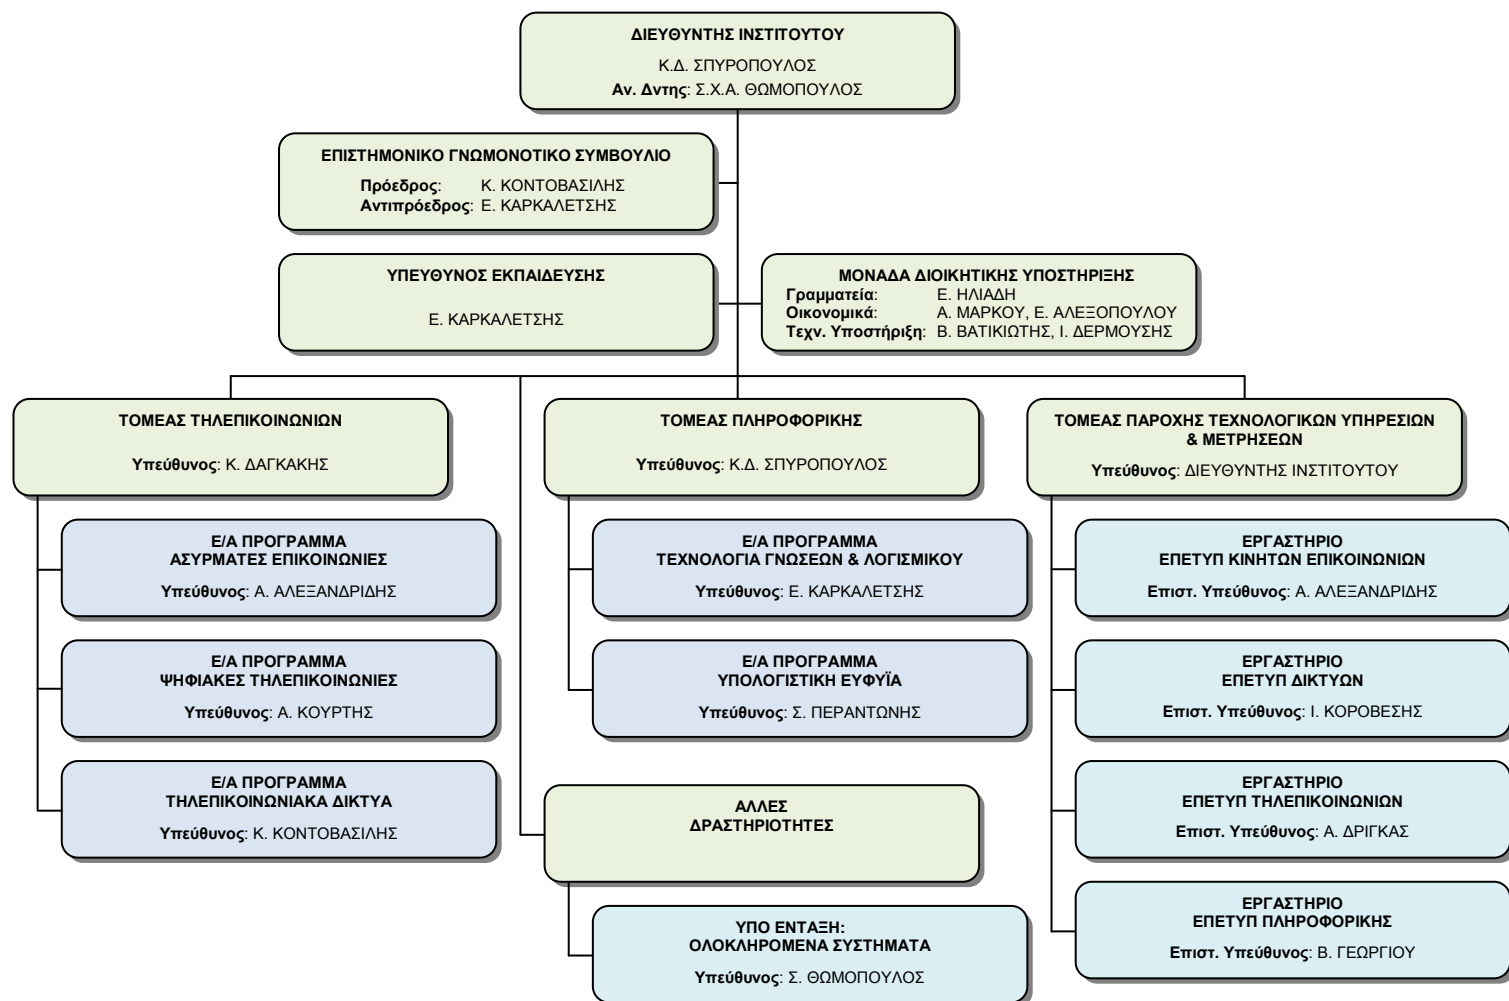 ΔΙΕΥΘΥΝΤΗΣ ΙΝΣΤΙΤΟΥΤΟΥ
Κ.Δ. ΣΠΥΡΟΠΟΥΛΟΣ
Αν. Δντης: Σ.Χ.Α. ΘΩΜΟΠΟΥΛΟΣ
ΕΠΙΣΤΗΜΟΝΙΚΟ ΓΝΩΜΟΝΟΤΙΚΟ ΣΥΜΒΟΥΛΙΟ
Πρόεδρος: Κ. ΚΟΝΤΟΒΑΣΙΛΗΣ
Αντιπρόεδρος: Ε. ΚΑΡΚΑΛΕΤΣΗΣ
ΥΠΕΥΘΥΝΟΣ ΕΚΠΑΙΔΕΥΣΗΣ
Ε. ΚΑΡΚΑΛΕΤΣΗΣ
ΜΟΝΑΔΑ ΔΙΟΙΚΗΤΙΚΗΣ ΥΠΟΣΤΗΡΙΞΗΣ
Γραμματεία: Ε. ΗΛΙΑΔΗ
Οικονομικά: Α. ΜΑΡΚΟΥ, Ε. ΑΛΕΞΟΠΟΥΛΟΥ
Τεχν. Υποστήριξη: Β. ΒΑΤΙΚΙΩΤΗΣ, Ι. ΔΕΡΜΟΥΣΗΣ
ΤΟΜΕΑΣ ΤΗΛΕΠΙΚΟΙΝΩΝΙΩΝ
Υπεύθυνος: Κ. ΔΑΓΚΑΚΗΣ
Ε/Α ΠΡΟΓΡΑΜΜΑ
ΑΣΥΡΜΑΤΕΣ ΕΠΙΚΟΙΝΩΝΙΕΣ
Υπεύθυνος: Α. ΑΛΕΞΑΝΔΡΙΔΗΣ
Ε/Α ΠΡΟΓΡΑΜΜΑ
ΨΗΦΙΑΚΕΣ ΤΗΛΕΠΙΚΟΙΝΩΝΙΕΣ
Υπεύθυνος: Α. ΚΟΥΡΤΗΣ
Ε/Α ΠΡΟΓΡΑΜΜΑ
ΤΗΛΕΠΙΚΟΙΝΩΝΙΑΚΑ ΔΙΚΤΥΑ
Υπεύθυνος: Κ. ΚΟΝΤΟΒΑΣΙΛΗΣ
ΤΟΜΕΑΣ ΠΛΗΡΟΦΟΡΙΚΗΣ
Υπεύθυνος: Κ.Δ. ΣΠΥΡΟΠΟΥΛΟΣ
Ε/Α ΠΡΟΓΡΑΜΜΑ
ΤΕΧΝΟΛΟΓΙΑ ΓΝΩΣΕΩΝ & ΛΟΓΙΣΜΙΚΟΥ
Υπεύθυνος: Ε. ΚΑΡΚΑΛΕΤΣΗΣ
Ε/Α ΠΡΟΓΡΑΜΜΑ
ΥΠΟΛΟΓΙΣΤΙΚΗ ΕΥΦΥΪΑ
Υπεύθυνος: Σ. ΠΕΡΑΝΤΩΝΗΣ
ΑΛΛΕΣ
ΔΡΑΣΤΗΡΙΟΤΗΤΕΣ
ΥΠΟ ΕΝΤΑΞΗ:
ΟΛΟΚΛΗΡΟΜΕΝΑ ΣΥΣΤΗΜΑΤΑ
Υπεύθυνος: Σ. ΘΩΜΟΠΟΥΛΟΣ
ΤΟΜΕΑΣ ΠΑΡΟΧΗΣ ΤΕΧΝΟΛΟΓΙΚΩΝ ΥΠΗΡΕΣΙΩΝ
& ΜΕΤΡΗΣΕΩΝ
Υπεύθυνος: ΔΙΕΥΘΥΝΤΗΣ ΙΝΣΤΙΤΟΥΤΟΥ
ΕΡΓΑΣΤΗΡΙΟ
ΕΠΕΤΥΠ ΚΙΝΗΤΩΝ ΕΠΙΚΟΙΝΩΝΙΩΝ
Επιστ. Υπεύθυνος: Α. ΑΛΕΞΑΝΔΡΙΔΗΣ
ΕΡΓΑΣΤΗΡΙΟ
ΕΠΕΤΥΠ ΔΙΚΤΥΩΝ
Επιστ. Υπεύθυνος: Ι. ΚΟΡΟΒΕΣΗΣ
ΕΡΓΑΣΤΗΡΙΟ
ΕΠΕΤΥΠ ΤΗΛΕΠΙΚΟΙΝΩΝΙΩΝ
Επιστ. Υπεύθυνος: Α. ΔΡΙΓΚΑΣ
ΕΡΓΑΣΤΗΡΙΟ
ΕΠΕΤΥΠ ΠΛΗΡΟΦΟΡΙΚΗΣ
Επιστ. Υπεύθυνος: Β. ΓΕΩΡΓΙΟΥ